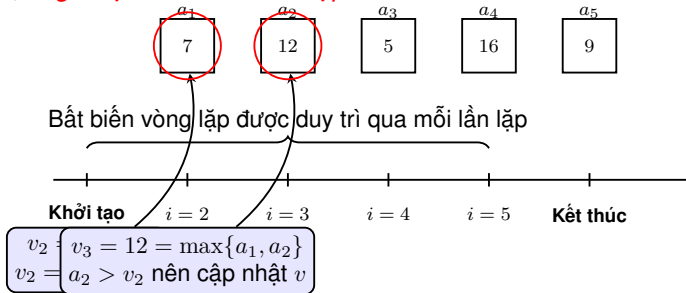 a₁ a₂ a₃ a₄ a₅
7 12 5 16 9
Bất biến vòng lặp được duy trì qua mỗi lần lặp
Khởi tạo i = 2 i = 3 i = 4 i = 5 Kết thúc
v₂ =
v₂ =
v₃ = 12 = max{a₁, a₂}
a₂ > v₂ nên cập nhật v